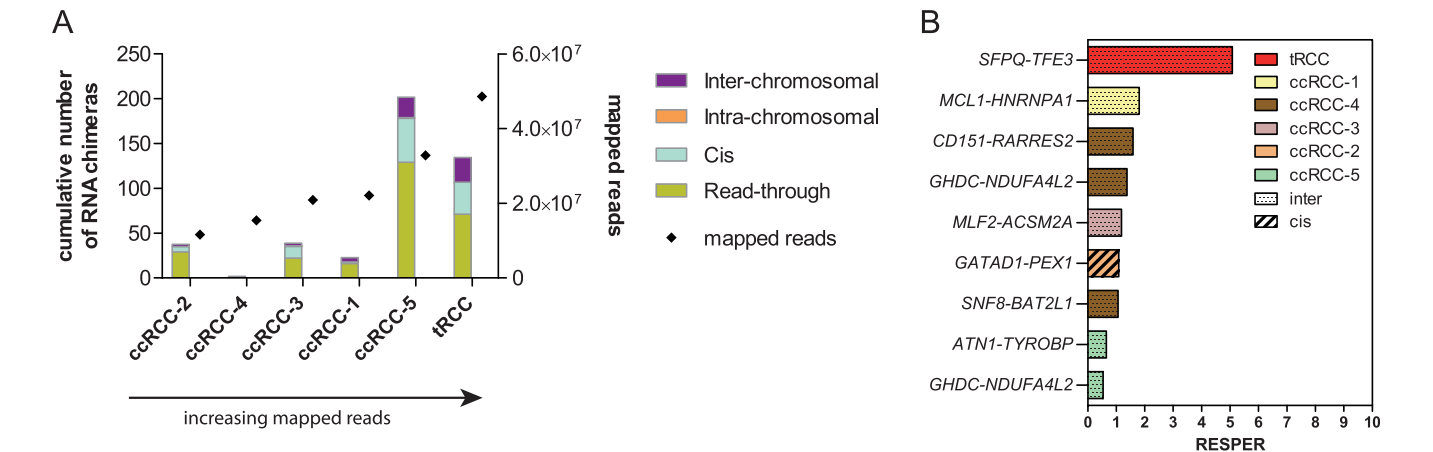 A
cumulative number
of RNA chimeras
250
200
150
100
50
0
6.0×10⁷
4.0×10⁷
2.0×10⁷
0
mapped reads
ccRCC-2
ccRCC-4
ccRCC-3
ccRCC-1
ccRCC-5
tRCC
increasing mapped reads
Inter-chromosomal
Intra-chromosomal
Cis
Read-through
mapped reads
B
SFPQ-TFE3
MCL1-HNRNPA1
CD151-RARRES2
GHDC-NDUFA4L2
MLF2-ACSM2A
GATAD1-PEX1
SNF8-BAT2L1
ATN1-TYROBP
GHDC-NDUFA4L2
0 1 2 3 4 5 6 7 8 9 10
RESPER
tRCC
ccRCC-1
ccRCC-4
ccRCC-3
ccRCC-2
ccRCC-5
inter
cis